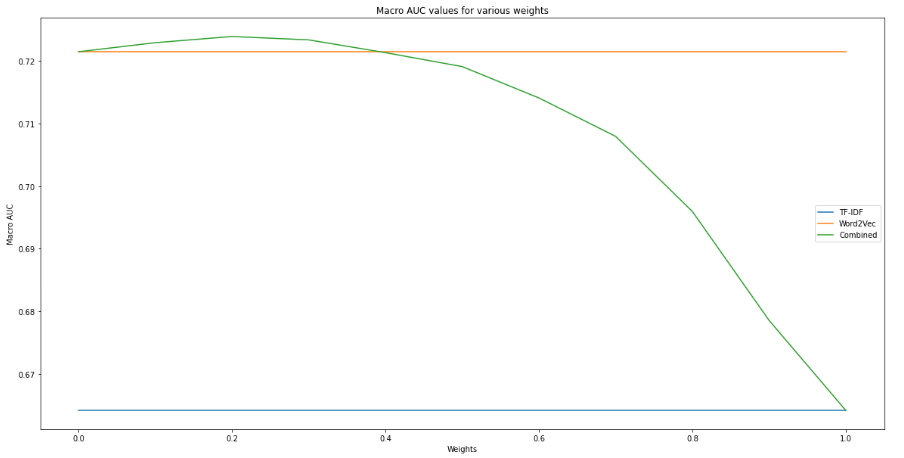 Macro AUC values for various weights
0.72
0.71
0.70
0.69
0.68
0.67
Macro AUC
TF-IDF
Word2Vec
Combined
0.0
0.2
0.4
0.6
0.8
1.0
Weights